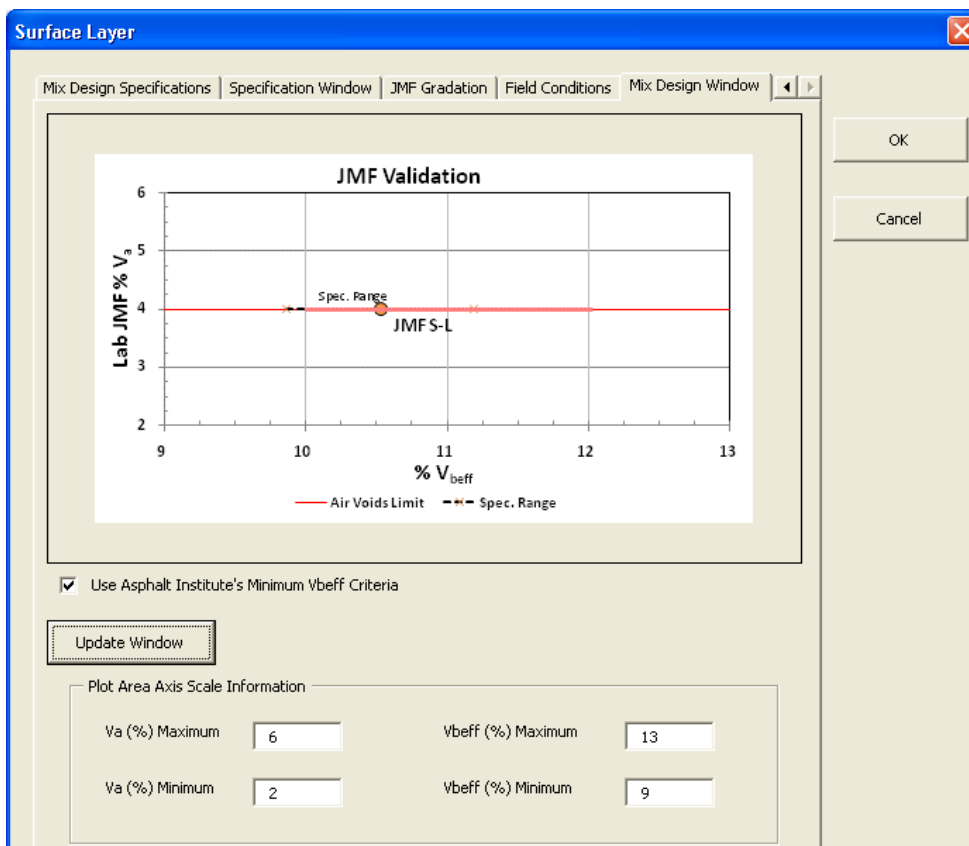 Surface Layer
Mix Design Specifications
Specification Window
JMF Gradation
Field Conditions
Mix Design Window
OK
Cancel
JMF Validation
Lab JMF % Va
6
5
4
3
2
Spec. Range
JMF S-L
9
10
11
12
13
% Vbeff
Air Voids Limit
Spec. Range
Use Asphalt Institute's Minimum Vbeff Criteria
Update Window
Plot Area Axis Scale Information
Va (%) Maximum
6
Vbeff (%) Maximum
13
Va (%) Minimum
2
Vbeff (%) Minimum
9